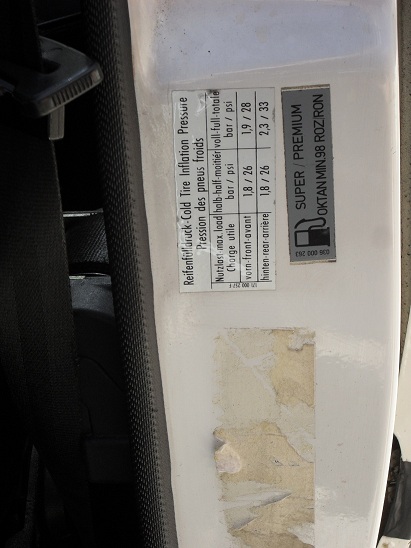 Reifenfülldruck-Cold Tire Inflation Pressure
Pression des pneus froids
Nutzlast-max. load halb-half-moitié voll-full-totale
Charge utile bar / psi bar / psi
vorn-front-avant 1,8 / 26 1,9 / 28
hinten-rear-arrière 1,8 / 26 2,3 / 33
SUPER / PREMIUM
OKTAN MIN.98 ROZ/RON